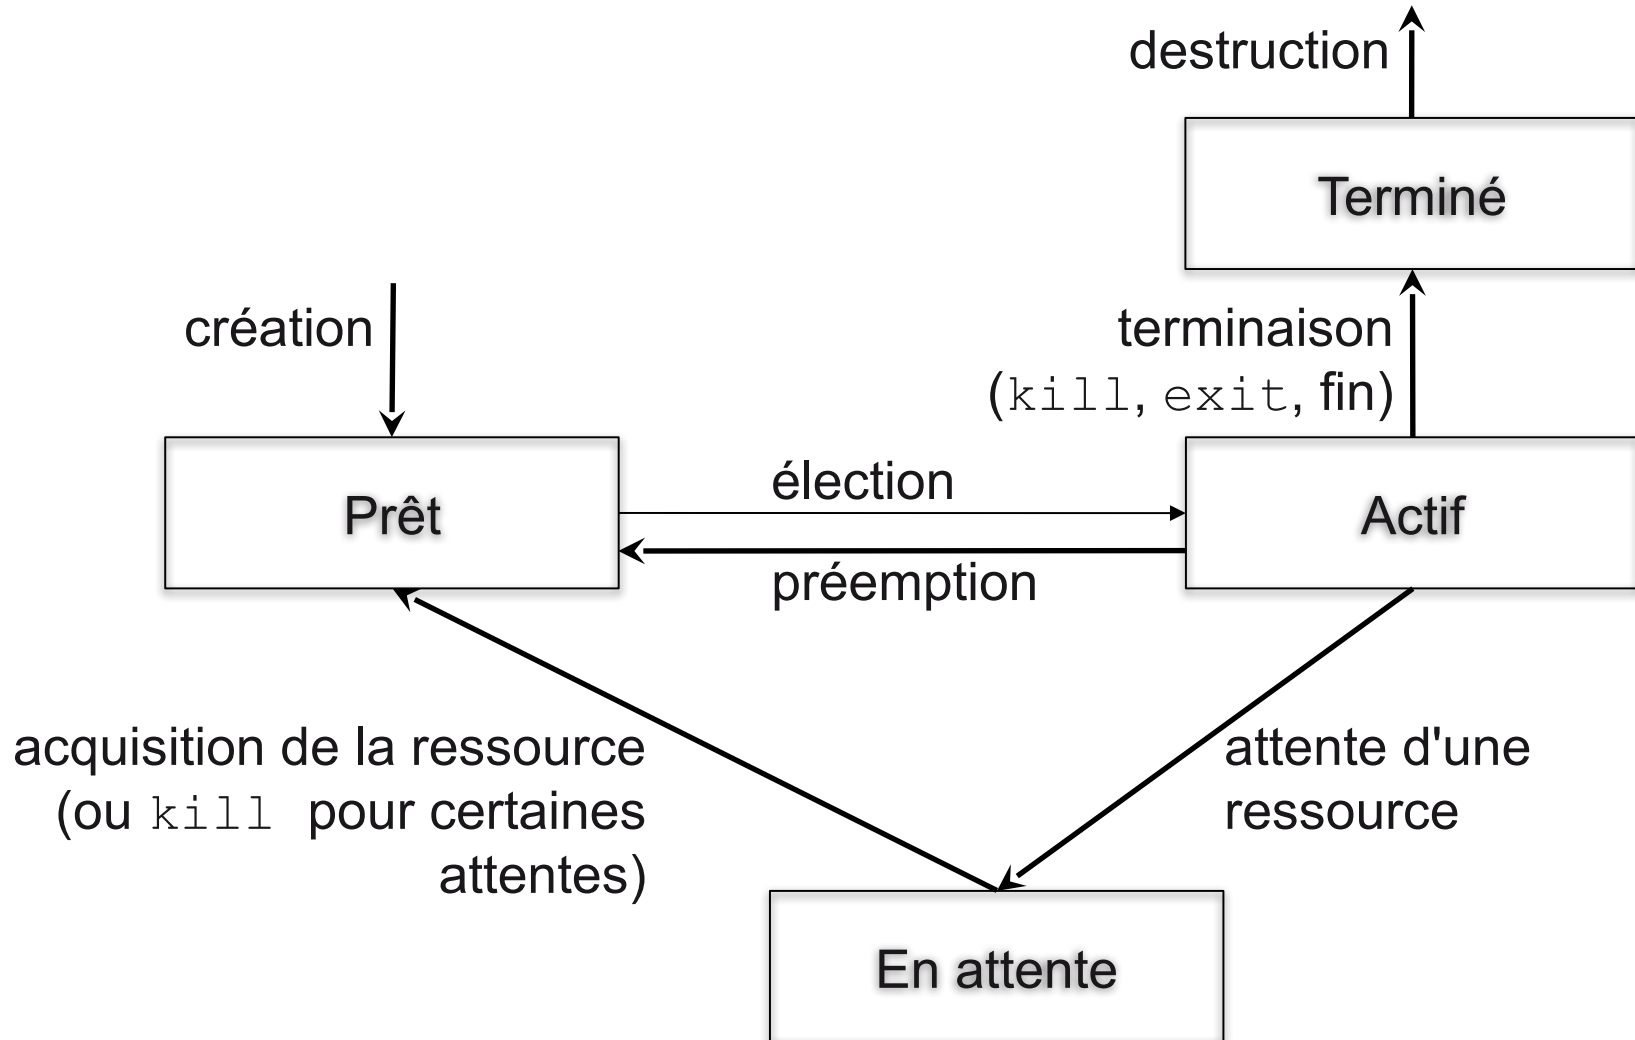 destruction
Terminé
création
terminaison
(kill, exit, fin)
élection
Prêt
Actif
préemption
acquisition de la ressource
(ou kill pour certaines
attentes)
attente d'une
ressource
En attente